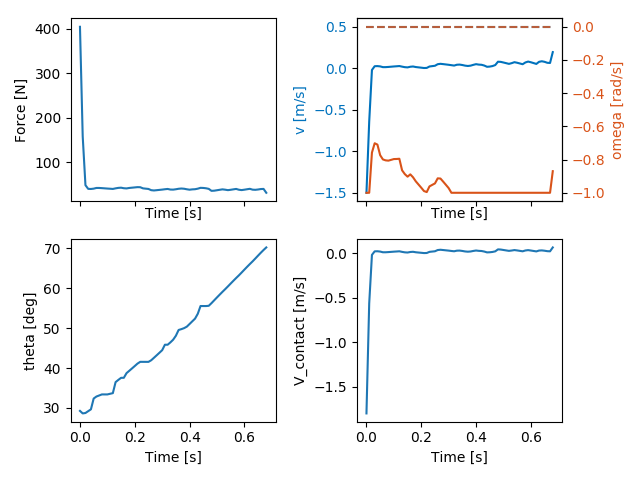 Force [N]
400
300
200
100
Time [s]
v [m/s]
0.5
0.0
−0.5
−1.0
−1.5
0.0
−0.2
−0.4
−0.6
−0.8
−1.0
omega [rad/s]
Time [s]
theta [deg]
70
60
50
40
30
0.0 0.2 0.4 0.6
Time [s]
V_contact [m/s]
0.0
−0.5
−1.0
−1.5
0.0 0.2 0.4 0.6
Time [s]